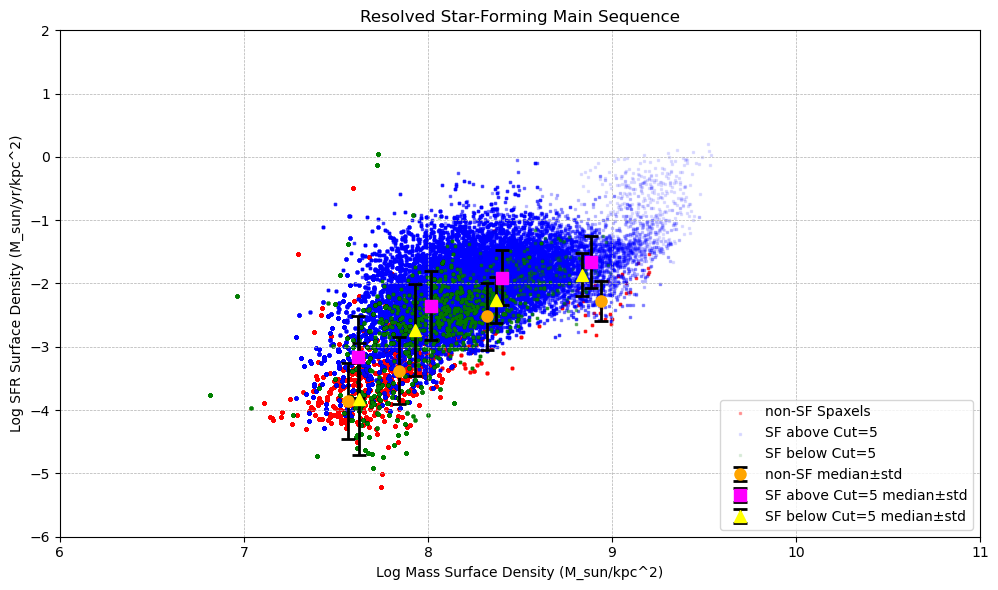 Resolved Star-Forming Main Sequence
Log SFR Surface Density (M_sun/yr/kpc^2)
2
1
0
−1
−2
−3
−4
−5
−6
6
7
8
9
10
11
Log Mass Surface Density (M_sun/kpc^2)
non-SF Spaxels
SF above Cut=5
SF below Cut=5
non-SF median±std
SF above Cut=5 median±std
SF below Cut=5 median±std